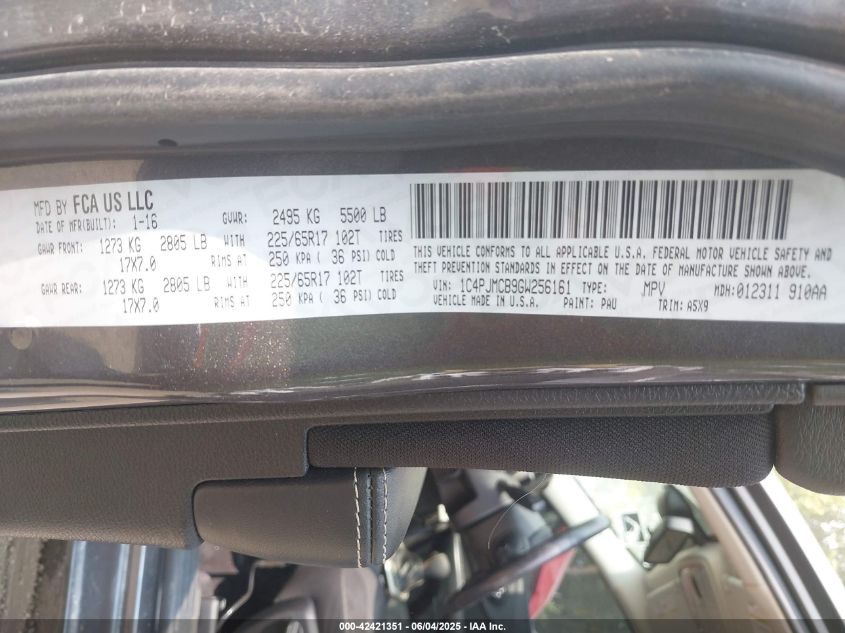 MFD BY FCA US LLC
DATE OF MFR(BUILT): 1-16 GVWR: 2495 KG 5500 LB
GAWR FRONT: 1273 KG 2805 LB WITH 225/65R17 102T TIRES
17X7.0 RIMS AT 250 KPA ( 36 PSI) COLD
GAWR REAR: 1273 KG 2805 LB WITH 225/65R17 102T TIRES
17X7.0 RIMS AT 250 KPA ( 36 PSI) COLD
THIS VEHICLE CONFORMS TO ALL APPLICABLE U.S.A. FEDERAL MOTOR VEHICLE SAFETY AND
THEFT PREVENTION STANDARDS IN EFFECT ON THE DATE OF MANUFACTURE SHOWN ABOVE.
VIN: 1C4PJMCB9GW256161 TYPE: MPV MDH: 012311 910AA
VEHICLE MADE IN U.S.A. PAINT: PAU TRIM: A5X9
000-42421351 - 06/04/2025 - IAA Inc.